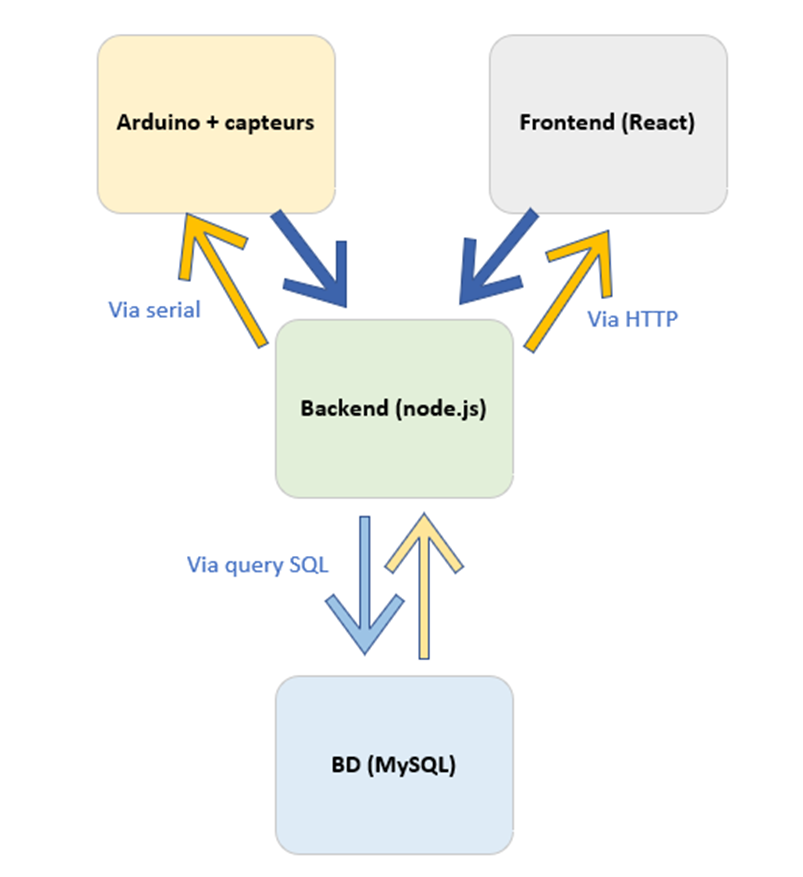 Arduino + capteurs
Frontend (React)
Via serial
Via HTTP
Backend (node.js)
Via query SQL
BD (MySQL)